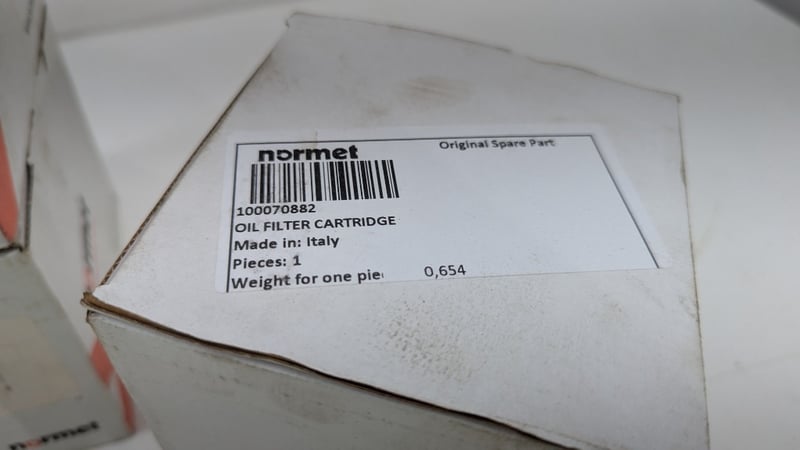 normet
Original Spare Part
100070882
OIL FILTER CARTRIDGE
Made in: Italy
Pieces: 1
Weight for one pie 0,654
normet